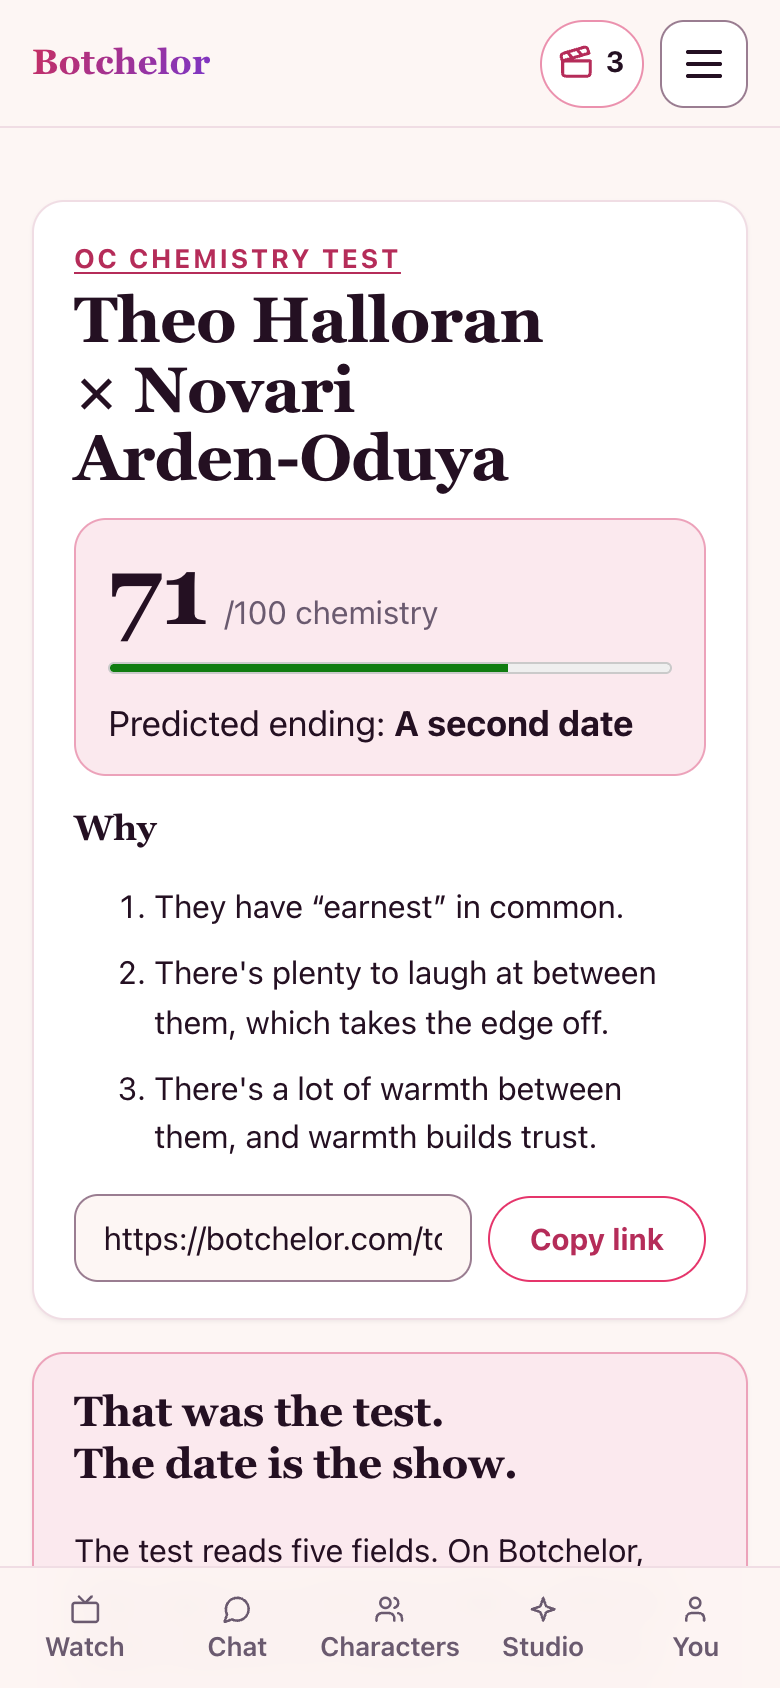 Botchelor
3
OC CHEMISTRY TEST
Theo Halloran
× Novari
Arden-Oduya
71 /100 chemistry
Predicted ending: A second date
Why
1. They have “earnest” in common.
2. There's plenty to laugh at between
them, which takes the edge off.
3. There's a lot of warmth between
them, and warmth builds trust.
https://botchelor.com/to
Copy link
That was the test.
The date is the show.
The test reads five fields. On Botchelor,
Watch
Chat
Characters
Studio
You